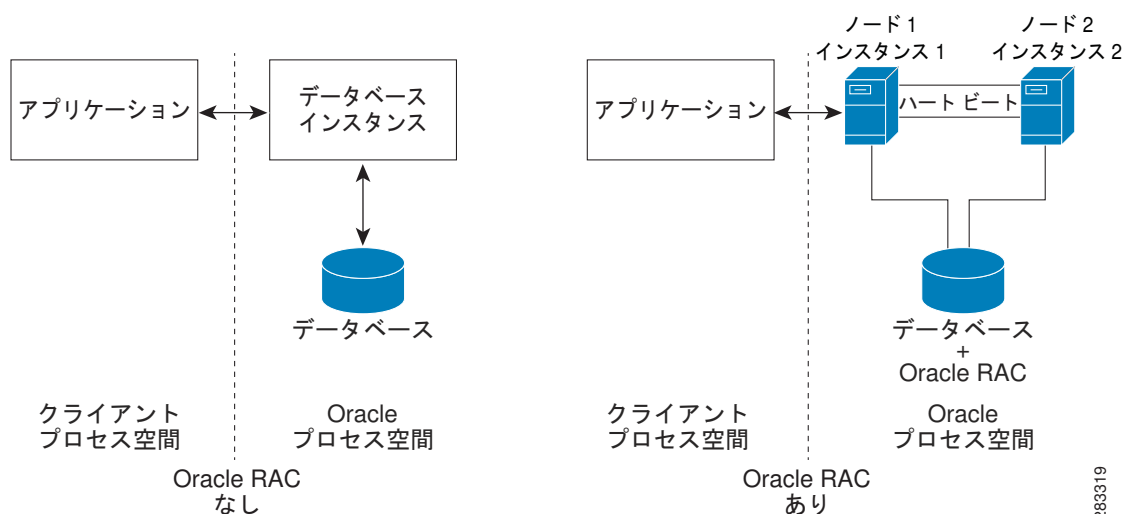 アプリケーション
データベース
インスタンス
データベース
クライアント
プロセス空間
Oracle
プロセス空間
Oracle RAC
なし
ノード 1
インスタンス 1
ノード 2
インスタンス 2
アプリケーション
ハート ビート
データベース
+
Oracle RAC
クライアント
プロセス空間
Oracle
プロセス空間
Oracle RAC
あり
283319